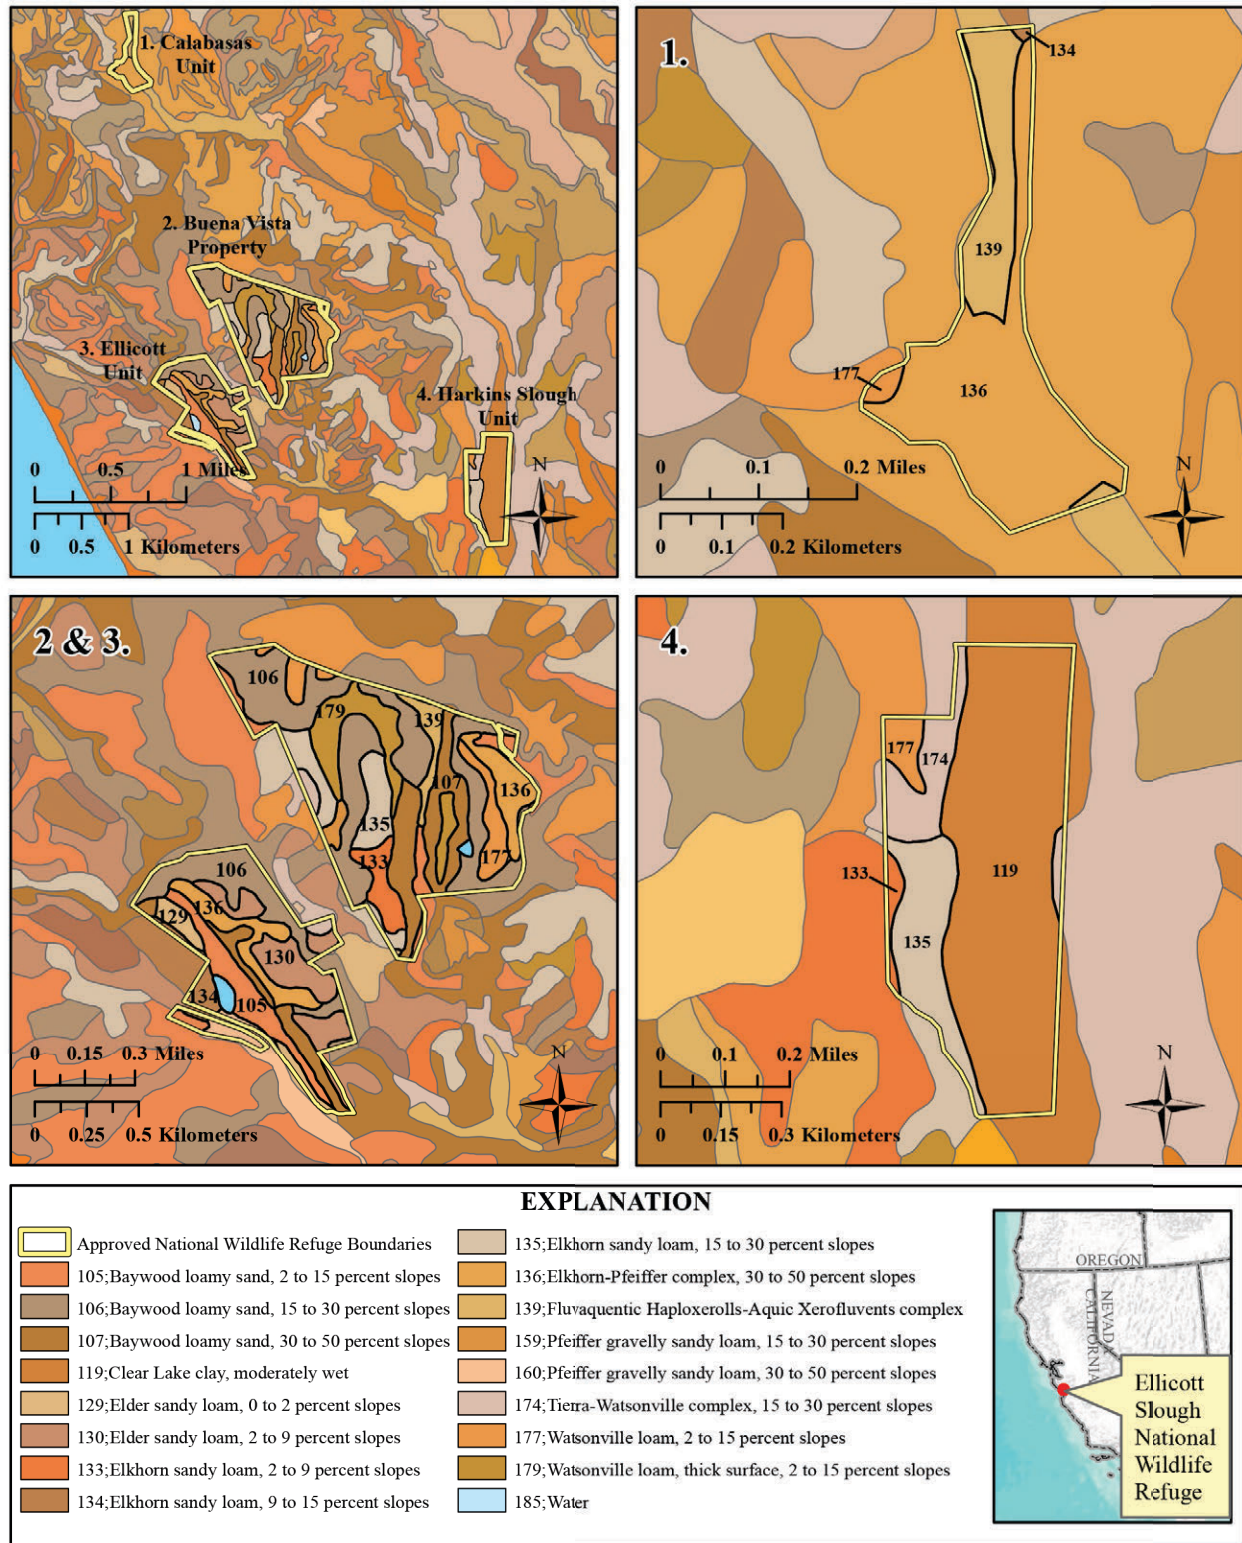 1. Calabasas
Unit
2. Buena Vista
Property
3. Ellicott
Unit
4. Harkins Slough
Unit
0 0.5 1 Miles
0 0.5 1 Kilometers
N
1.
134
139
177
136
0 0.1 0.2 Miles
0 0.1 0.2 Kilometers
N
2 & 3.
106
179
139
107
136
135
133
177
106
136
129
130
134
105
0 0.15 0.3 Miles
0 0.25 0.5 Kilometers
N
4.
177
174
133
119
135
0 0.1 0.2 Miles
0 0.15 0.3 Kilometers
N
EXPLANATION
Approved National Wildlife Refuge Boundaries
105;Baywood loamy sand, 2 to 15 percent slopes
106;Baywood loamy sand, 15 to 30 percent slopes
107;Baywood loamy sand, 30 to 50 percent slopes
119;Clear Lake clay, moderately wet
129;Elder sandy loam, 0 to 2 percent slopes
130;Elder sandy loam, 2 to 9 percent slopes
133;Elkhorn sandy loam, 2 to 9 percent slopes
134;Elkhorn sandy loam, 9 to 15 percent slopes
135;Elkhorn sandy loam, 15 to 30 percent slopes
136;Elkhorn-Pfeiffer complex, 30 to 50 percent slopes
139;Fluvaquentic Haploxerolls-Aquic Xerofluvents complex
159;Pfeiffer gravelly sandy loam, 15 to 30 percent slopes
160;Pfeiffer gravelly sandy loam, 30 to 50 percent slopes
174;Tierra-Watsonville complex, 15 to 30 percent slopes
177;Watsonville loam, 2 to 15 percent slopes
179;Watsonville loam, thick surface, 2 to 15 percent slopes
185;Water
OREGON
NEVADA
CALIFORNIA
Ellicott
Slough
National
Wildlife
Refuge